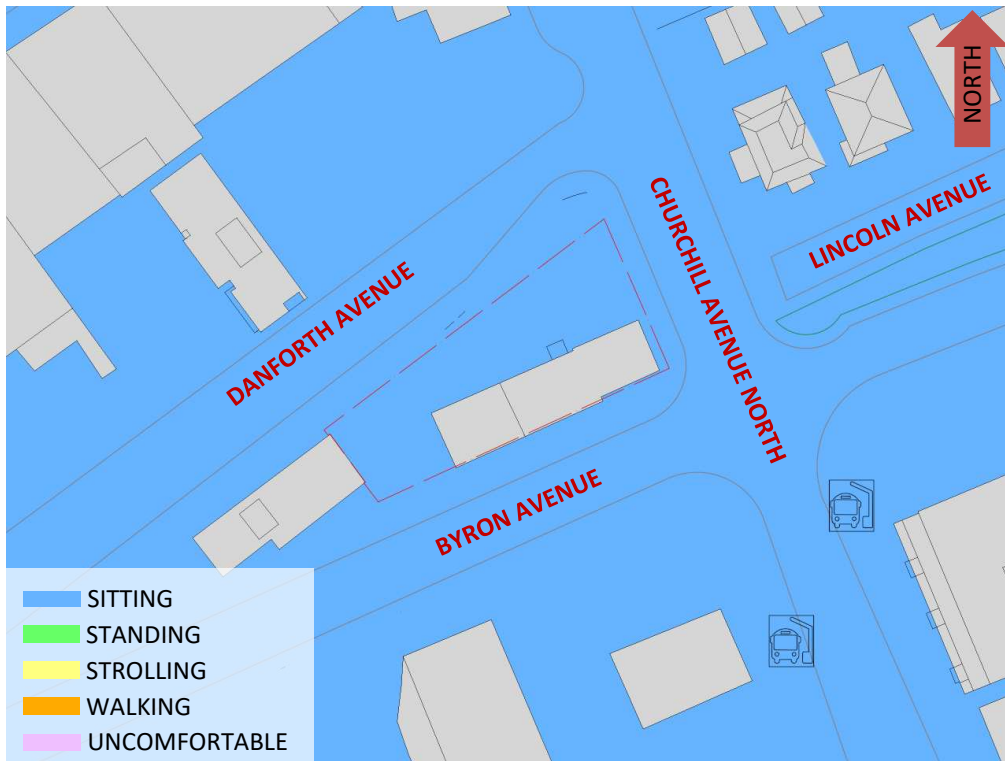 NORTH
CHURCHILL AVENUE NORTH
LINCOLN AVENUE
DANFORTH AVENUE
BYRON AVENUE
SITTING
STANDING
STROLLING
WALKING
UNCOMFORTABLE